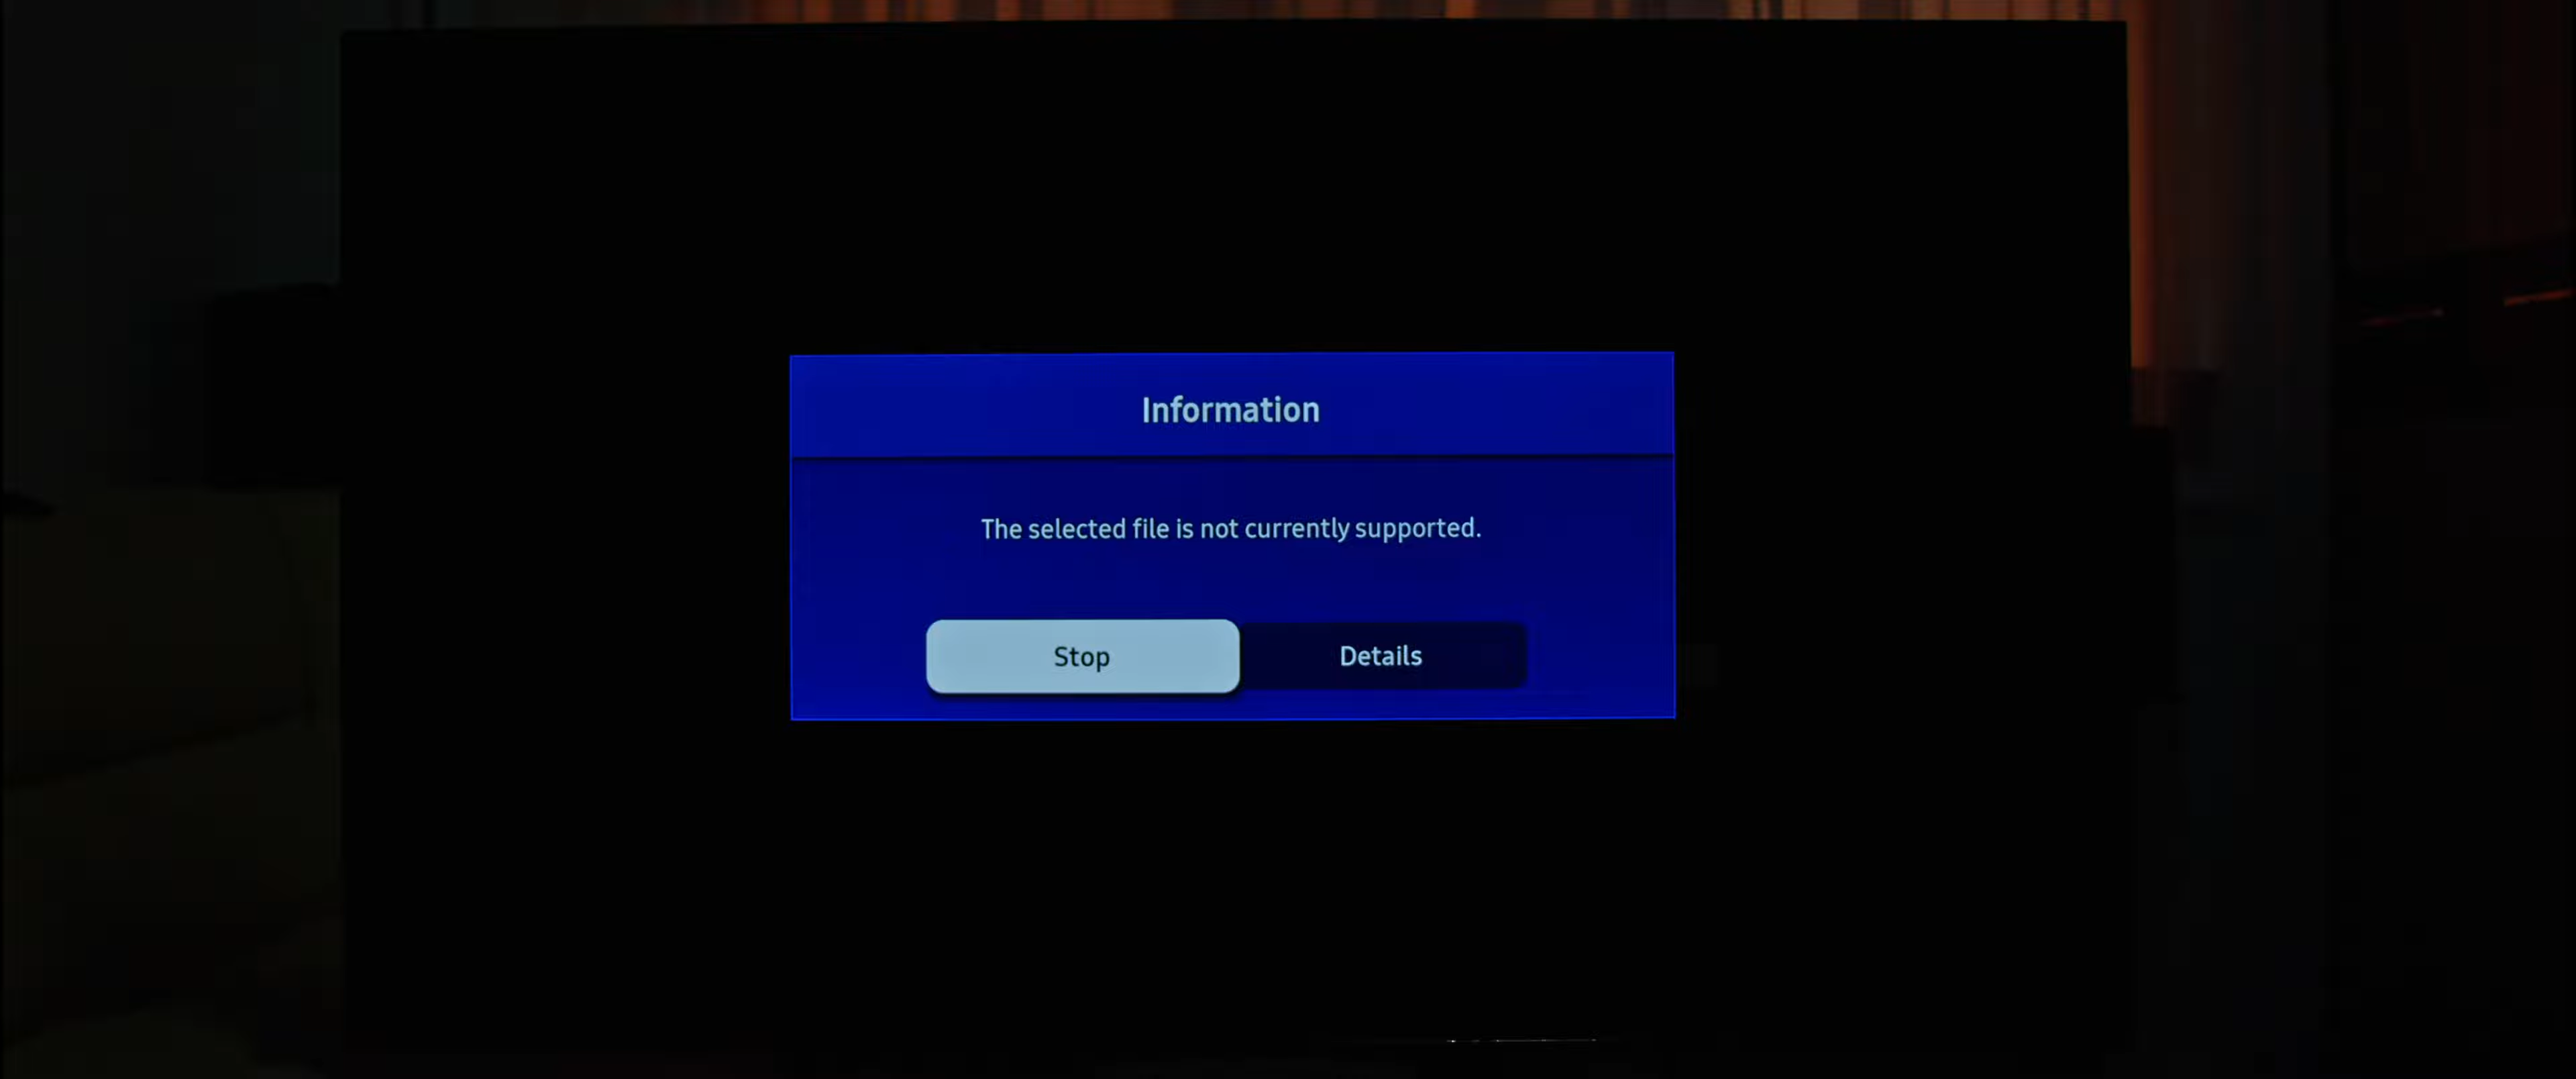 Information
The selected file is not currently supported.
Stop
Details